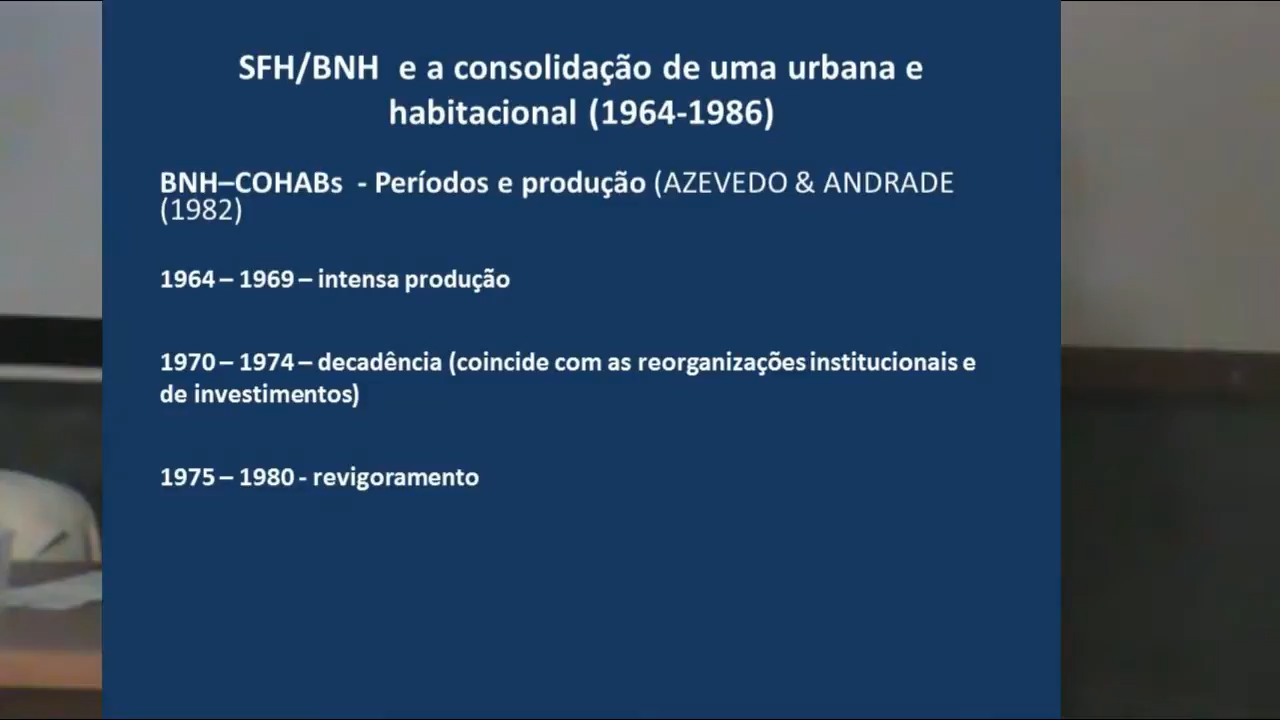 SFH/BNH e a consolidação de uma urbana e
habitacional (1964-1986)
BNH–COHABs - Períodos e produção (AZEVEDO & ANDRADE
(1982)
1964 – 1969 – intensa produção
1970 – 1974 – decadência (coincide com as reorganizações institucionais e
de investimentos)
1975 – 1980 - revigoramento